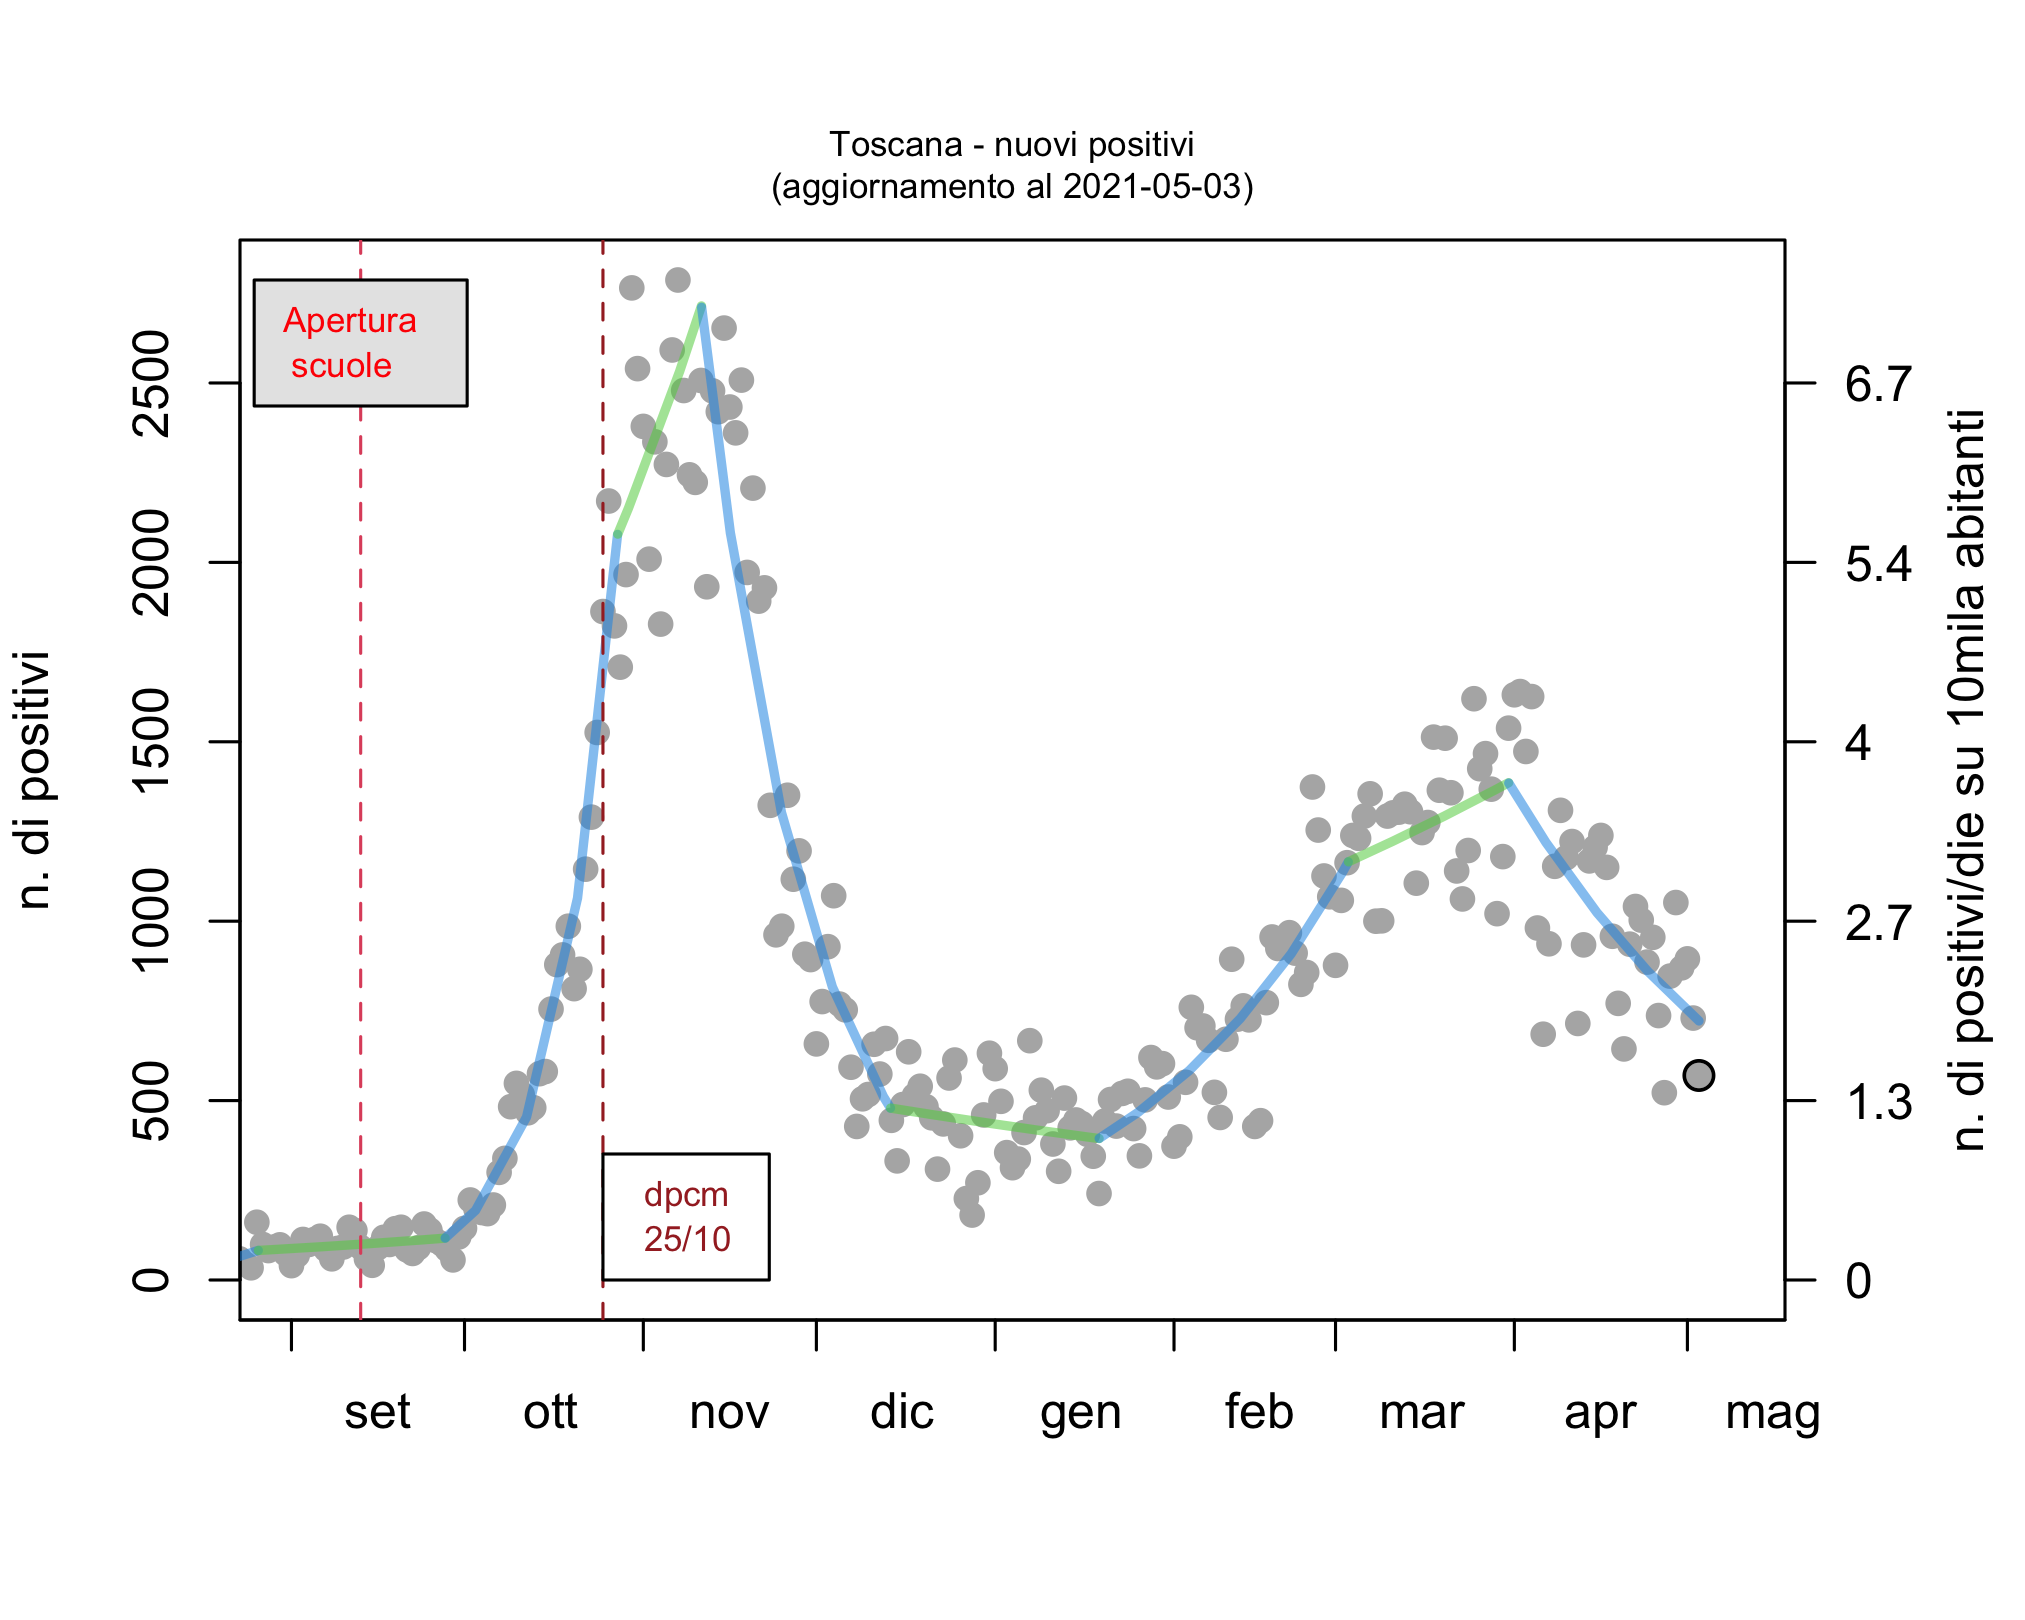 Toscana - nuovi positivi
(aggiornamento al 2021-05-03)
n. di positivi
2500
2000
1500
1000
500
0
Apertura
scuole
dpcm
25/10
6.7
5.4
4
2.7
1.3
0
n. di positivi/die su 10mila abitanti
set ott nov dic gen feb mar apr mag